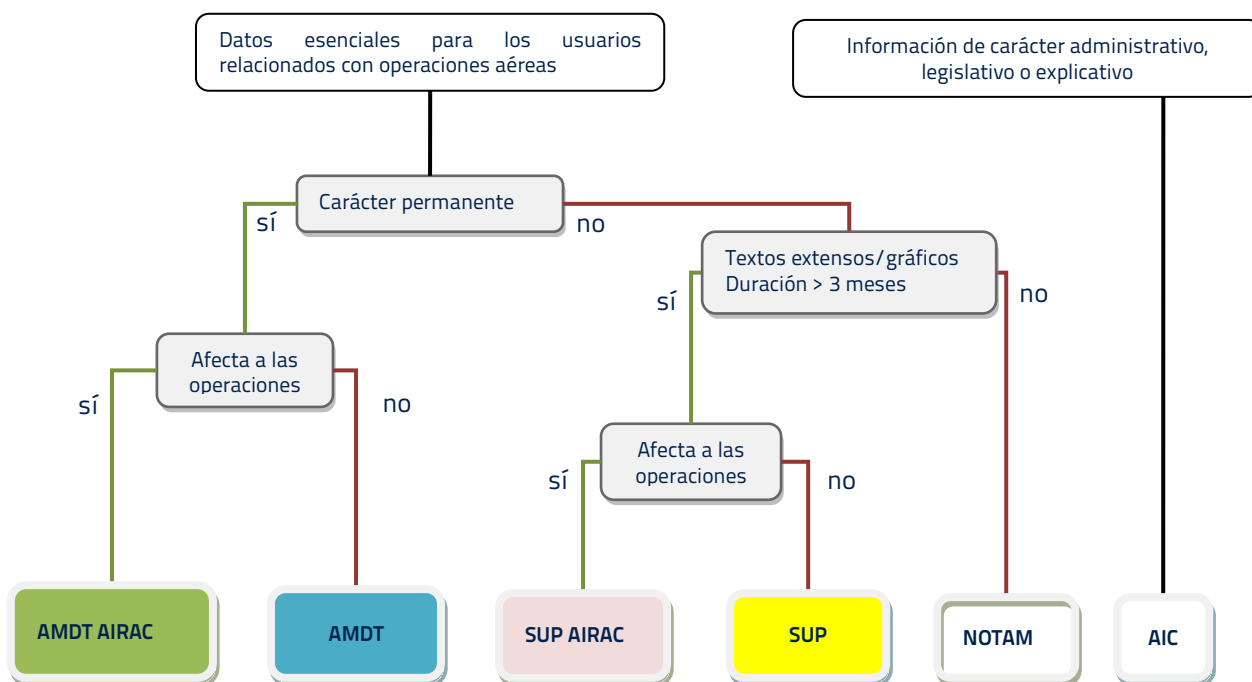 Datos esenciales para los usuarios
relacionados con operaciones aéreas
Información de carácter administrativo,
legislativo o explicativo
Carácter permanente
sí
no
Textos extensos/gráficos
Duración > 3 meses
sí
no
Afecta a las
operaciones
sí
no
Afecta a las
operaciones
sí
no
AMDT AIRAC
AMDT
SUP AIRAC
SUP
NOTAM
AIC